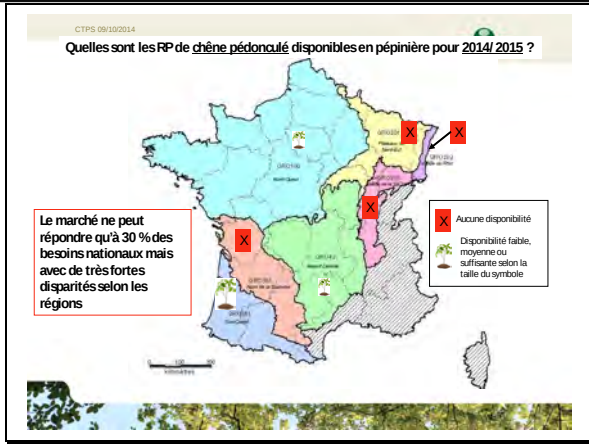 CTPS 09/10/2014
Quelles sont les RP de chêne pédonculé disponibles en pépinière pour 2014/ 2015 ?
Le marché ne peut
répondre qu'à 30 % des
besoins nationaux mais
avec de très fortes
disparités selon les
régions
X
X
X
X
X Aucune disponibilité
Disponibilité faible,
moyenne ou
suffisante selon la
taille du symbole